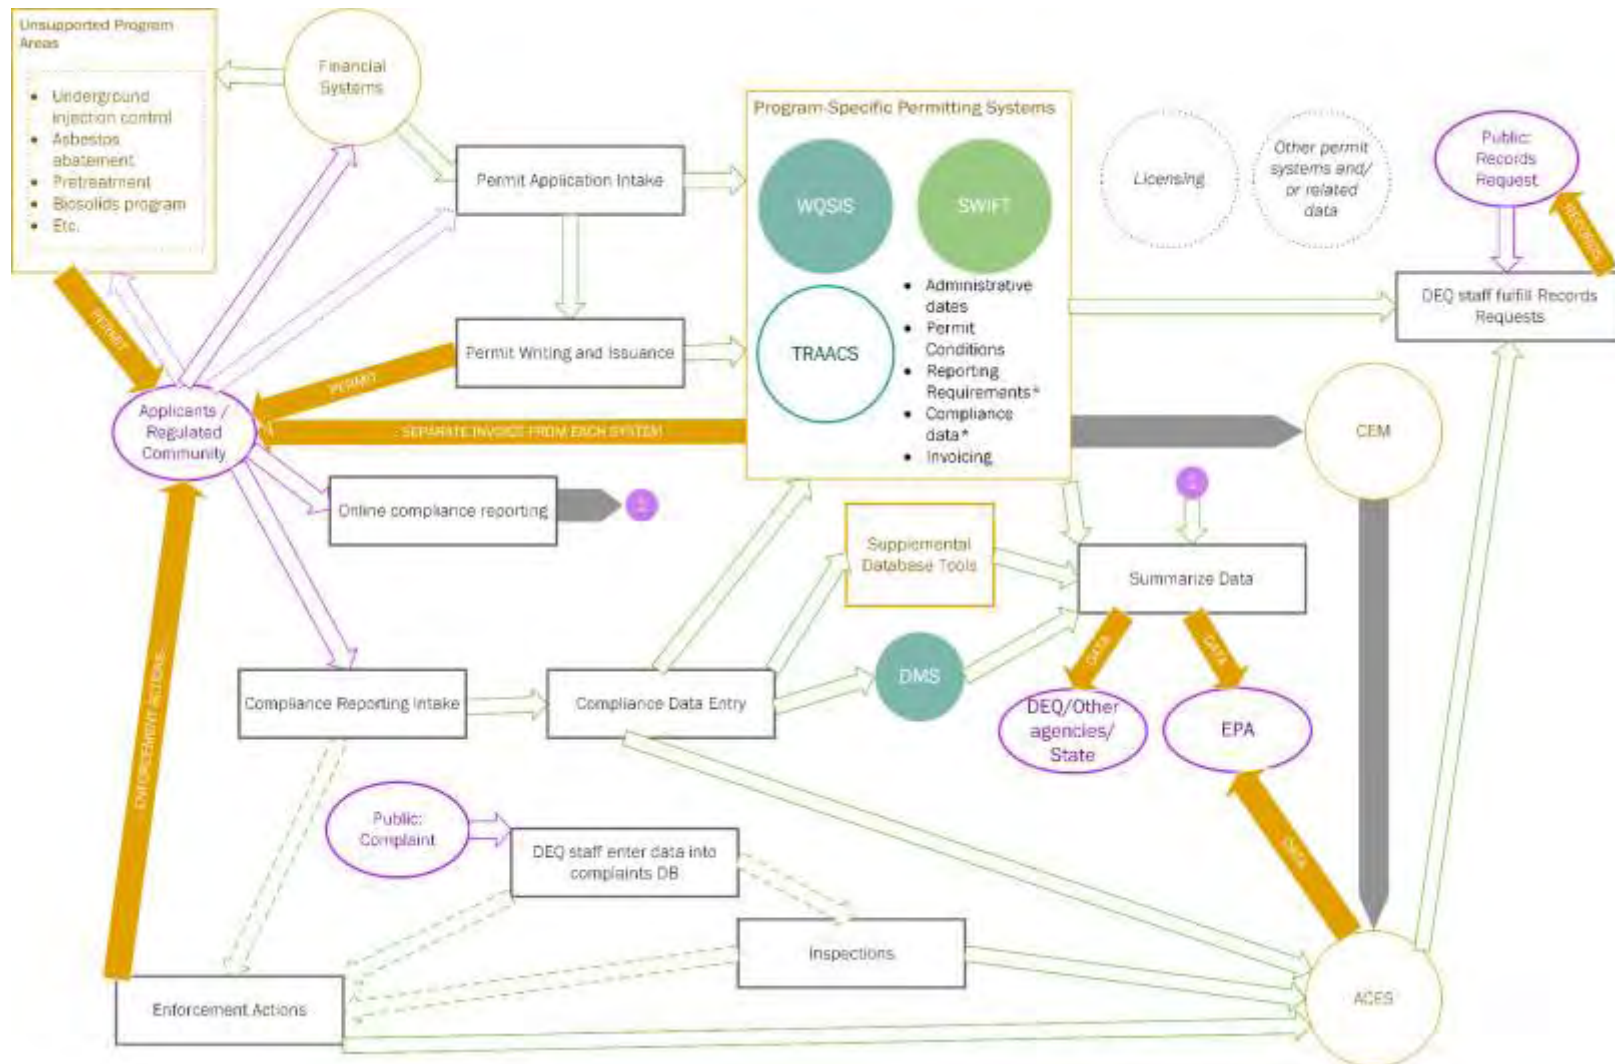 Unsupported Program
Areas
• Underground
injection control
• Asbestos
abatement
• Pretreatment
• Biosolids program
• Etc.
Financial
Systems
Permit Application Intake
Permit Writing and Issuance
Program-Specific Permitting Systems
WQSIS
SWIFT
TRAACS
• Administrative
dates
• Permit
Conditions
• Reporting
Requirements*
• Compliance
data*
• Invoicing
Licensing
Other permit
systems and/
or related
data
Public:
Records
Request
RECORDS
DEQ staff fulfill Records
Requests
PERMIT
PERMIT
SEPARATE INVOICE FROM EACH SYSTEM
Applicants /
Regulated
Community
CEM
Online compliance reporting
Supplemental
Database Tools
Summarize Data
DATA
DATA
Compliance Reporting Intake
Compliance Data Entry
DMS
DEQ/Other
agencies/
State
EPA
ENFORCEMENT ACTIONS
Public:
Complaint
DEQ staff enter data into
complaints DB
DATA
Inspections
Enforcement Actions
ACES